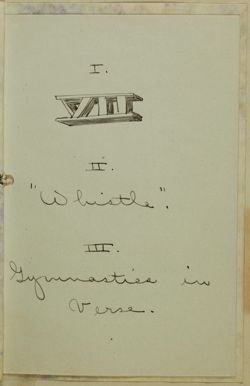 I.
VII
II.
"Whistle".
III.
Gymnastics in
Verse.